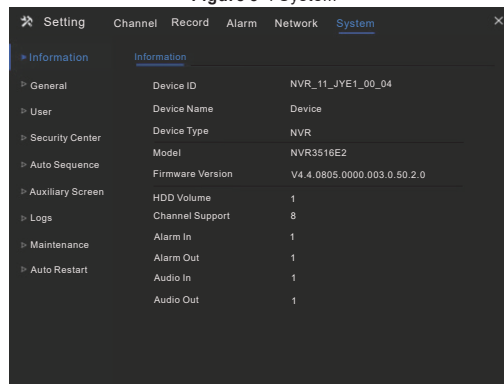 Setting Channel Record Alarm Network System
Information
General
User
Security Center
Auto Sequence
Auxiliary Screen
Logs
Maintenance
Auto Restart
Information
Device ID NVR_11_JYE1_00_04
Device Name Device
Device Type NVR
Model NVR3516E2
Firmware Version V4.4.0805.0000.003.0.50.2.0
HDD Volume 1
Channel Support 8
Alarm In 1
Alarm Out 1
Audio In 1
Audio Out 1